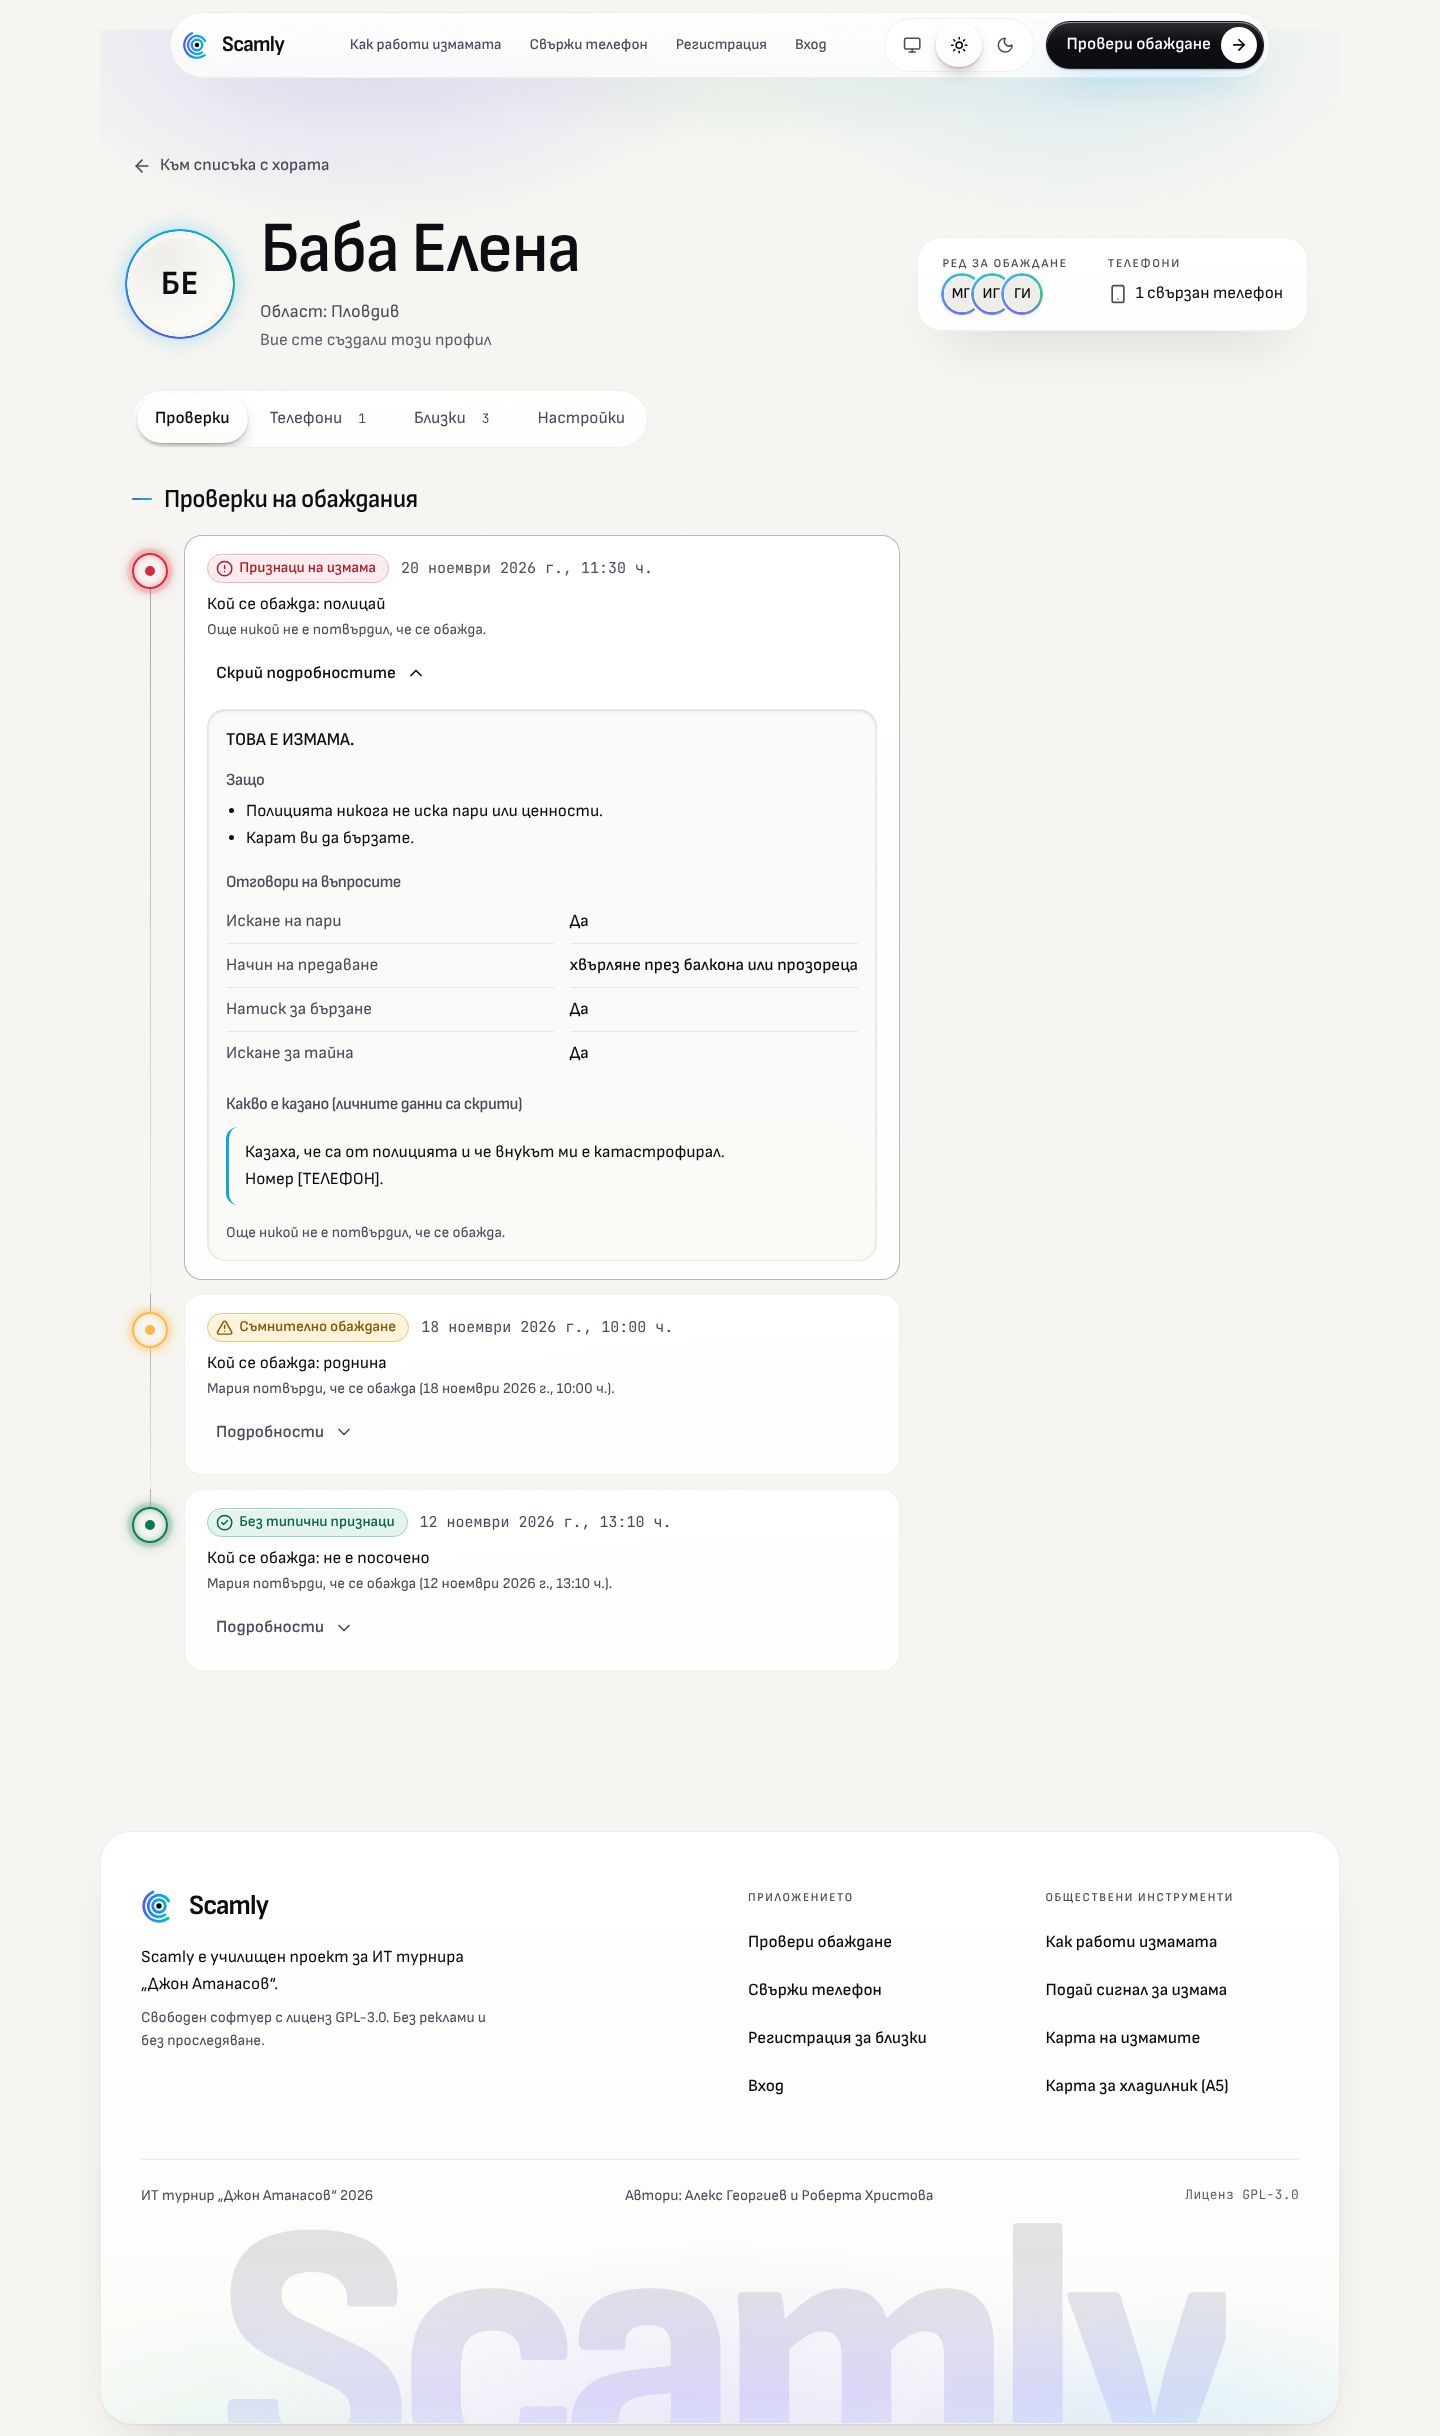 Scamly
Как работи измамата
Свържи телефон
Регистрация
Вход
Провери обаждане
Към списъка с хората
БЕ
Баба Елена
Област: Пловдив
Вие сте създали този профил
РЕД ЗА ОБАЖДАНЕ
МГ
ИГ
ГИ
ТЕЛЕФОНИ
1 свързан телефон
Проверки
Телефони 1
Близки 3
Настройки
Проверки на обаждания
Признаци на измама
20 ноември 2026 г., 11:30 ч.
Кой се обажда: полицай
Още никой не е потвърдил, че се обажда.
Скрий подробностите
ТОВА Е ИЗМАМА.
Защо
• Полицията никога не иска пари или ценности.
• Карат ви да бързате.
Отговори на въпросите
Искане на пари Да
Начин на предаване хвърляне през балкона или прозореца
Натиск за бързане Да
Искане за тайна Да
Какво е казано (личните данни са скрити)
Казаха, че са от полицията и че внукът ми е катастрофирал.
Номер [ТЕЛЕФОН].
Още никой не е потвърдил, че се обажда.
Съмнително обаждане
18 ноември 2026 г., 10:00 ч.
Кой се обажда: роднина
Мария потвърди, че се обажда (18 ноември 2026 г., 10:00 ч.).
Подробности
Без типични признаци
12 ноември 2026 г., 13:10 ч.
Кой се обажда: не е посочено
Мария потвърди, че се обажда (12 ноември 2026 г., 13:10 ч.).
Подробности
Scamly
Scamly е училищен проект за ИТ турнира
„Джон Атанасов“.
Свободен софтуер с лиценз GPL-3.0. Без реклами и
без проследяване.
ПРИЛОЖЕНИЕТО
Провери обаждане
Свържи телефон
Регистрация за близки
Вход
ОБЩЕСТВЕНИ ИНСТРУМЕНТИ
Как работи измамата
Подай сигнал за измама
Карта на измамите
Карта за хладилник (А5)
ИТ турнир „Джон Атанасов“ 2026
Автори: Алекс Георгиев и Роберта Христова
Лиценз GPL-3.0
Scamly